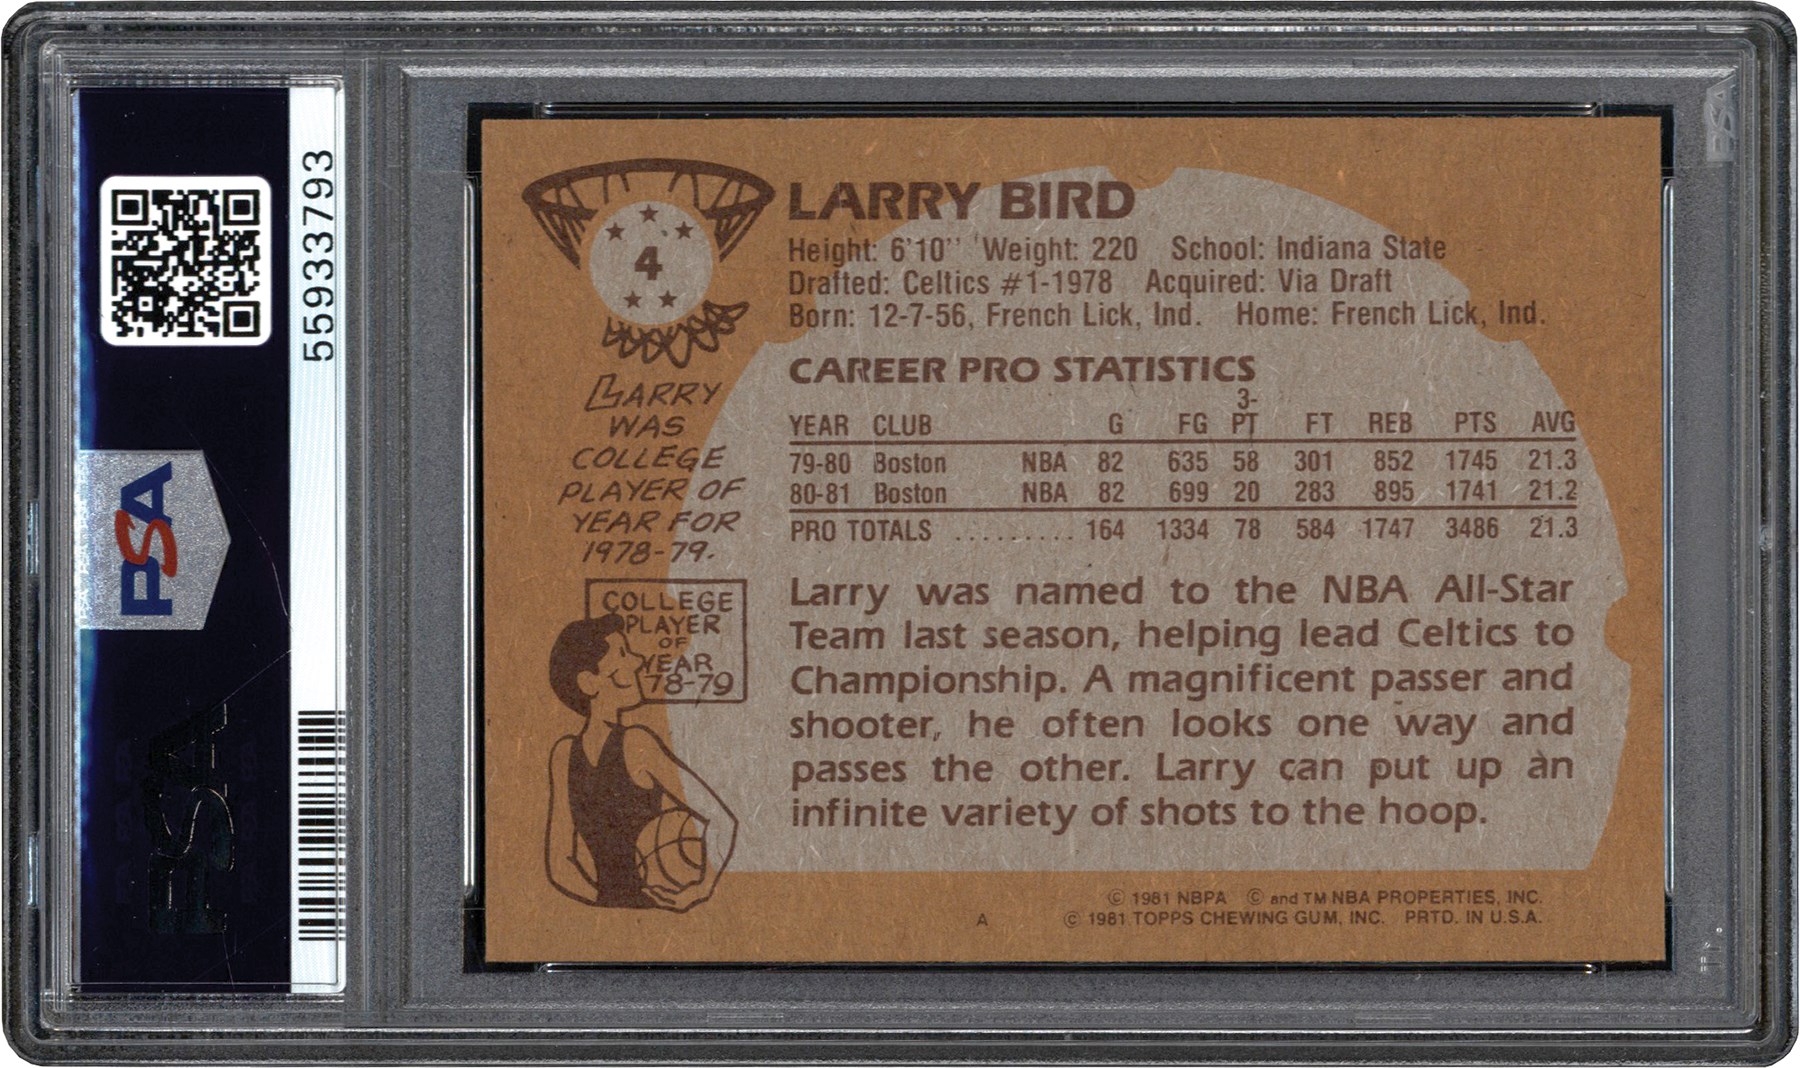 55933793
PSA
4
LARRY BIRD
Height: 6'10'' Weight: 220 School: Indiana State
Drafted: Celtics #1-1978 Acquired: Via Draft
Born: 12-7-56, French Lick, Ind. Home: French Lick, Ind.
CAREER PRO STATISTICS
YEAR CLUB G FG 3-PT FT REB PTS AVG
79-80 Boston NBA 82 635 58 301 852 1745 21.3
80-81 Boston NBA 82 699 20 283 895 1741 21.2
PRO TOTALS ......... 164 1334 78 584 1747 3486 21.3
LARRY
WAS
COLLEGE
PLAYER OF
YEAR FOR
1978-79.
COLLEGE
PLAYER
OF
YEAR
78-79
Larry was named to the NBA All-Star
Team last season, helping lead Celtics to
Championship. A magnificent passer and
shooter, he often looks one way and
passes the other. Larry can put up an
infinite variety of shots to the hoop.
© 1981 NBPA © and TM NBA PROPERTIES, INC.
A © 1981 TOPPS CHEWING GUM, INC. PRTD. IN U.S.A.
PSA
PSA